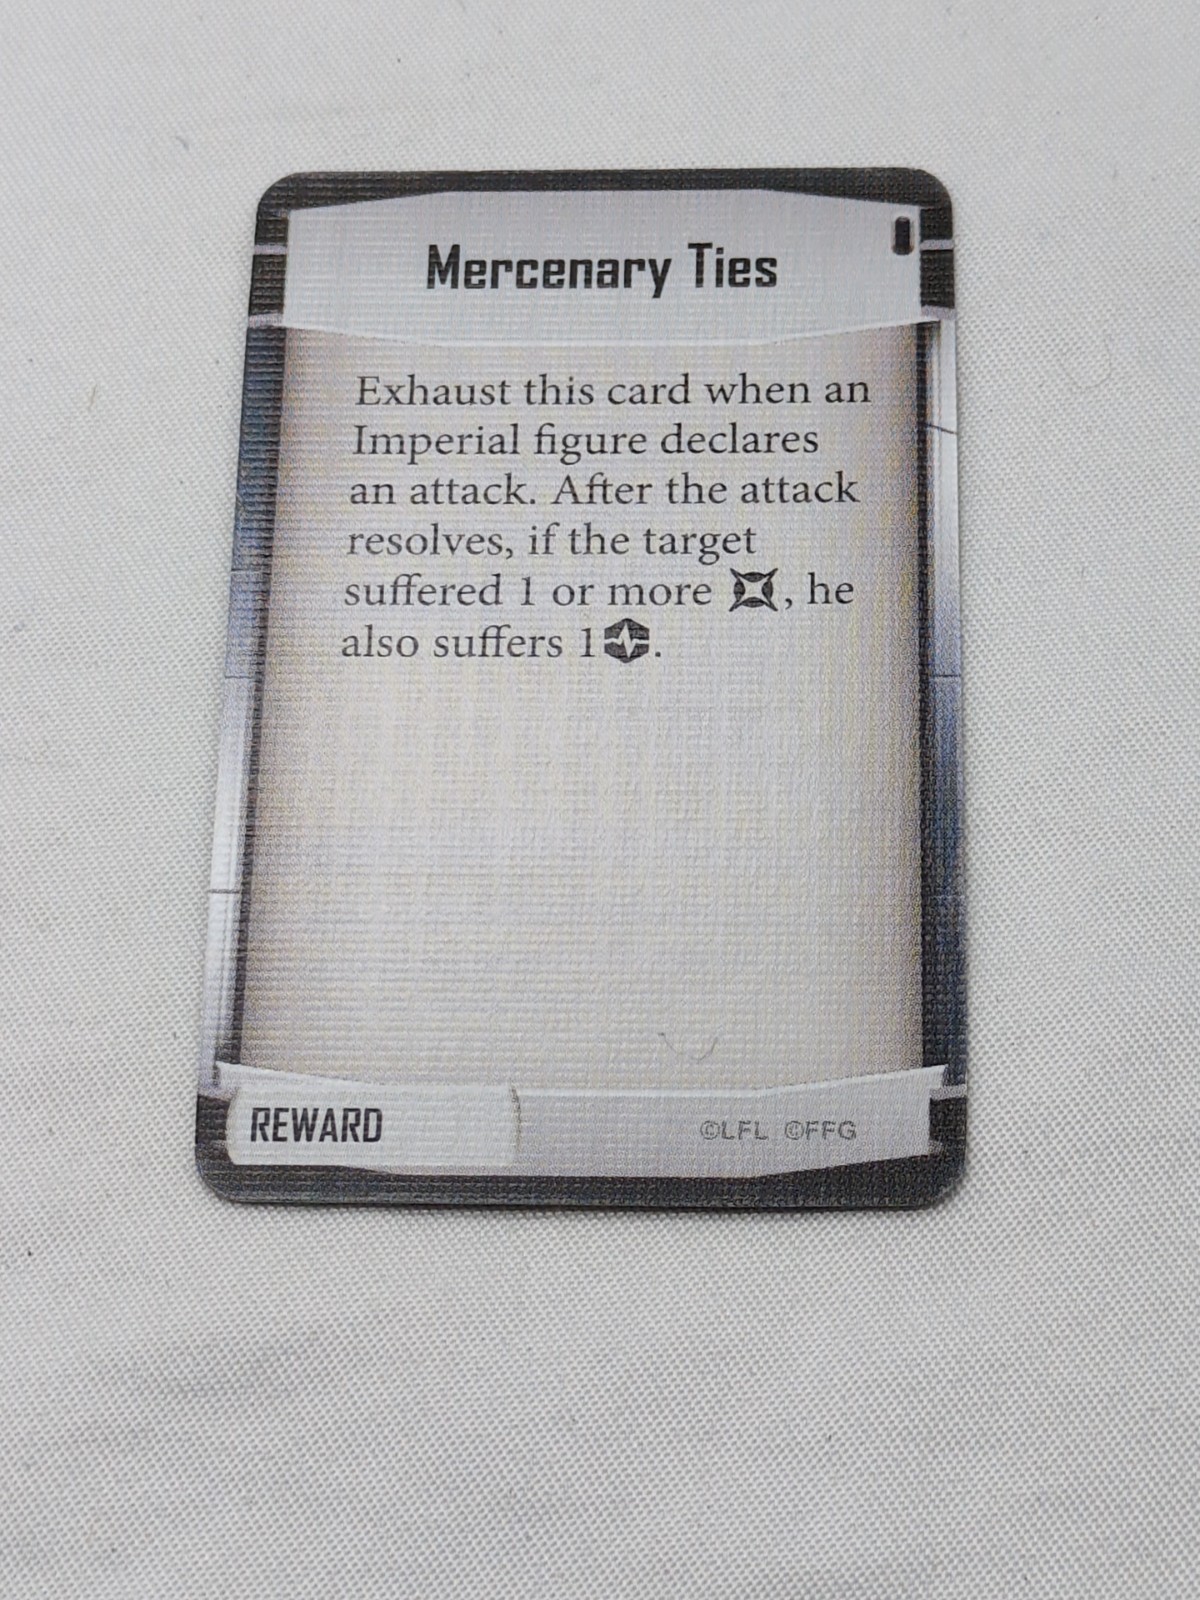 Mercenary Ties
Exhaust this card when an
Imperial figure declares
an attack. After the attack
resolves, if the target
suffered 1 or more , he
also suffers 1 .
REWARD
©LFL ©FFG